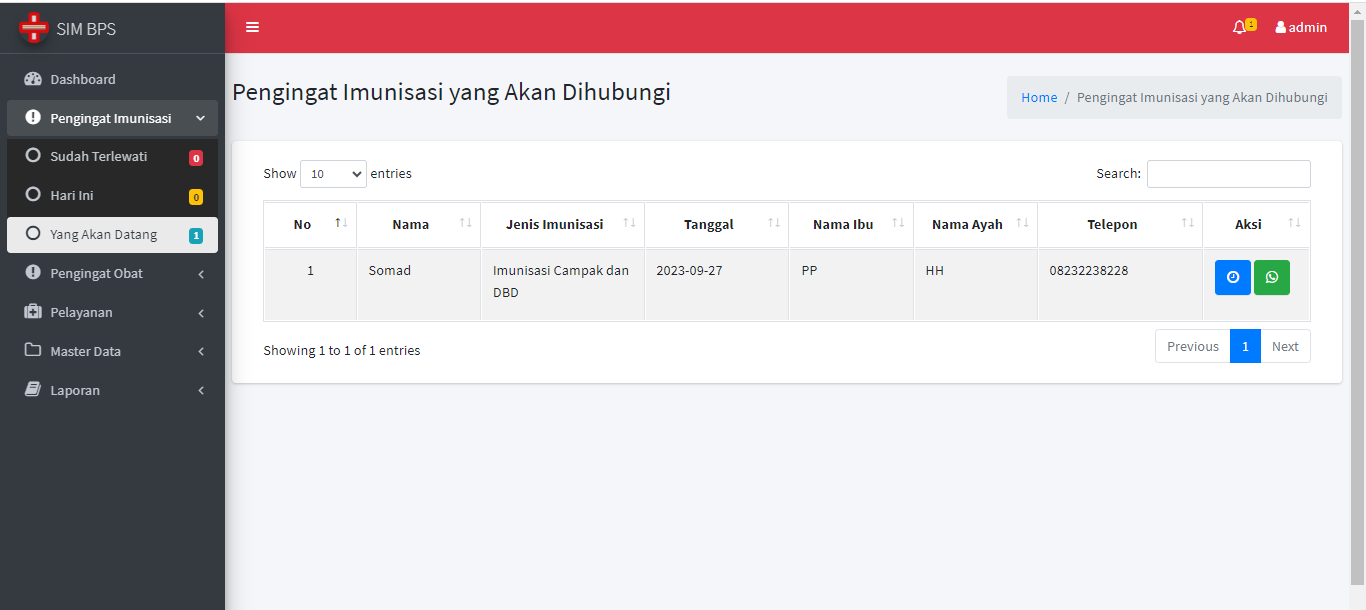 SIM BPS
1
admin
Dashboard
Pengingat Imunisasi
Sudah Terlewati 0
Hari Ini 0
Yang Akan Datang 1
Pengingat Obat
Pelayanan
Master Data
Laporan
Pengingat Imunisasi yang Akan Dihubungi
Home / Pengingat Imunisasi yang Akan Dihubungi
Show 10 entries
Search:
No Nama Jenis Imunisasi Tanggal Nama Ibu Nama Ayah Telepon Aksi
1 Somad Imunisasi Campak dan 2023-09-27 PP HH 08232238228
DBD
Showing 1 to 1 of 1 entries
Previous 1 Next